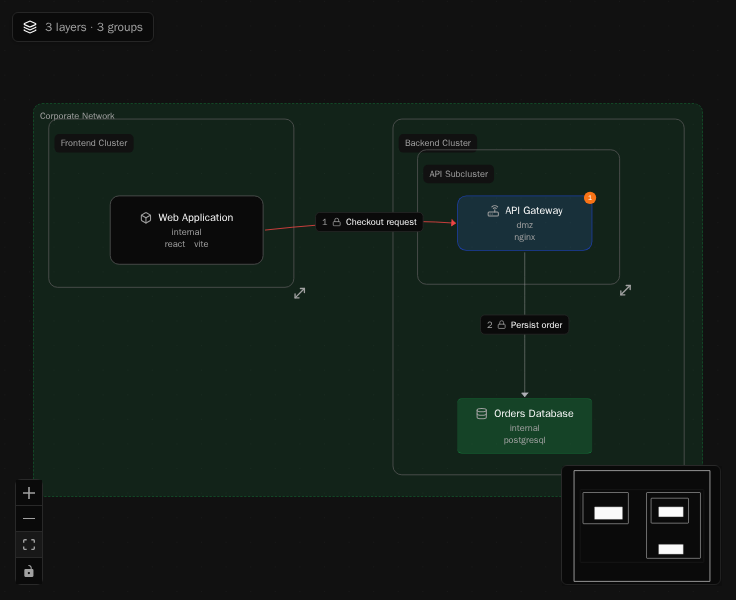 3 layers · 3 groups
Corporate Network
Frontend Cluster
Web Application
internal
react vite
1 Checkout request
Backend Cluster
API Subcluster
1
API Gateway
dmz
nginx
2 Persist order
Orders Database
internal
postgresql